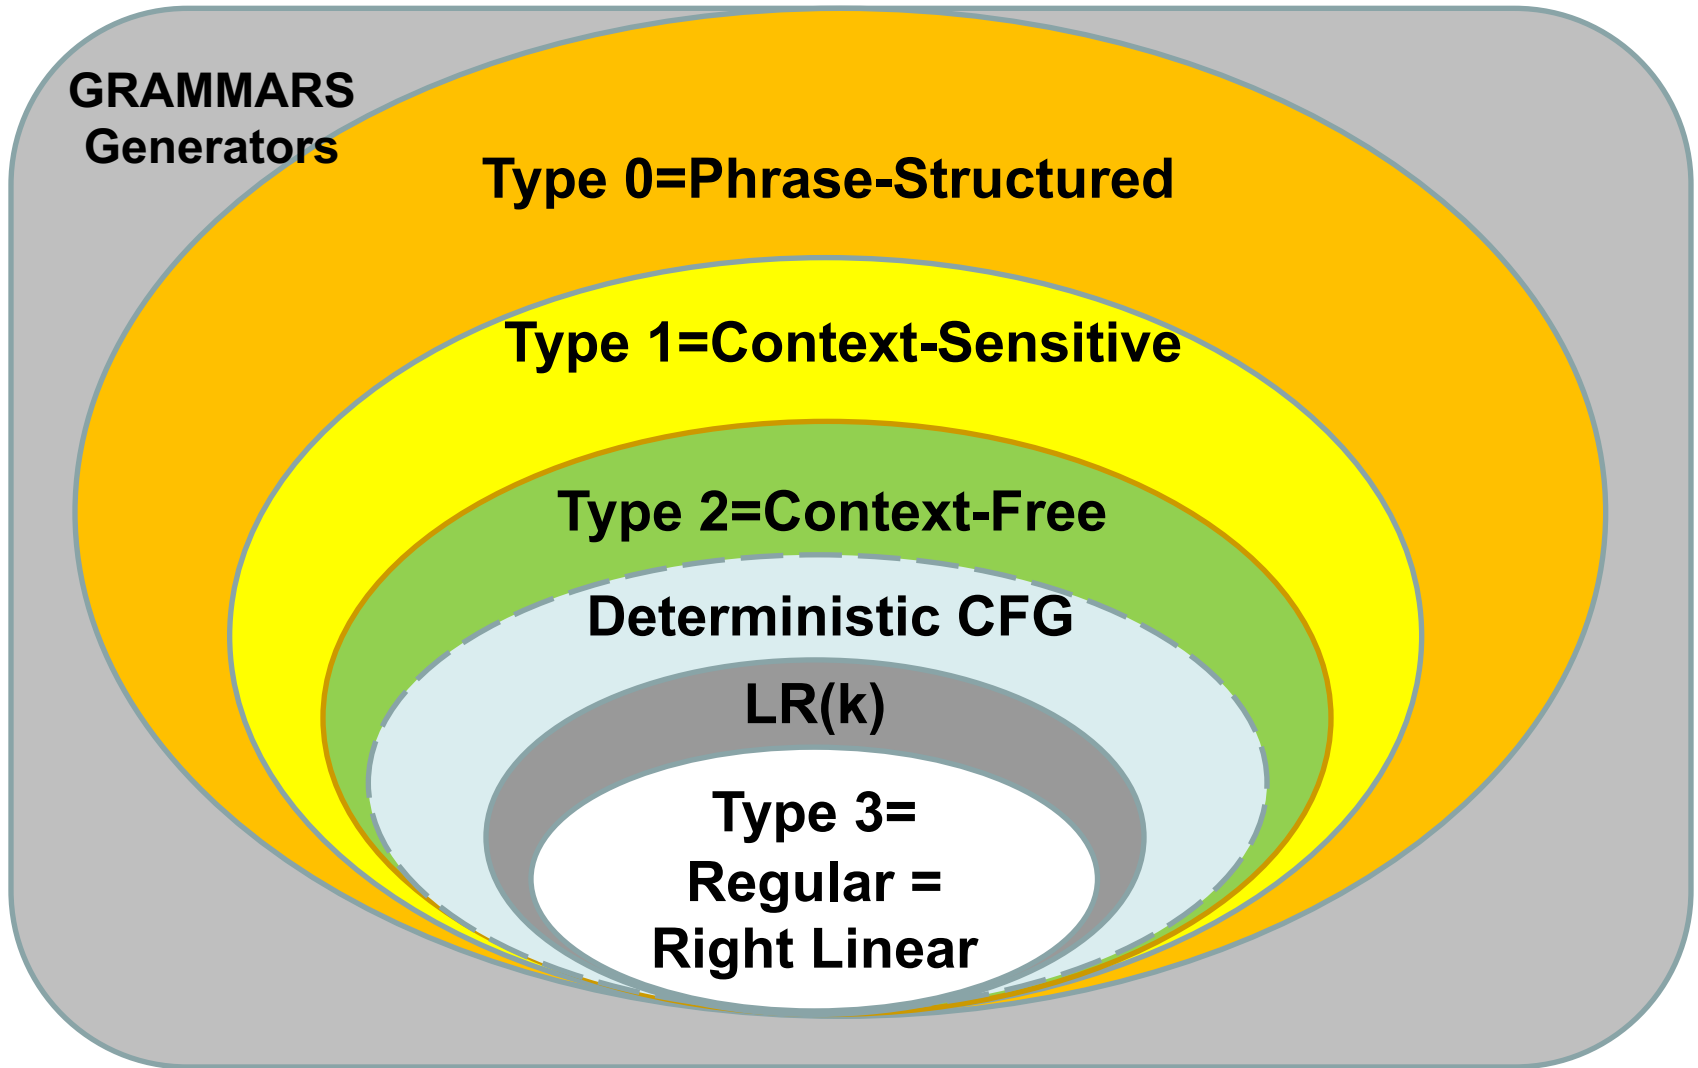 GRAMMARS
Generators
Type 0=Phrase-Structured
Type 1=Context-Sensitive
Type 2=Context-Free
Deterministic CFG
LR(k)
Type 3=
Regular =
Right Linear